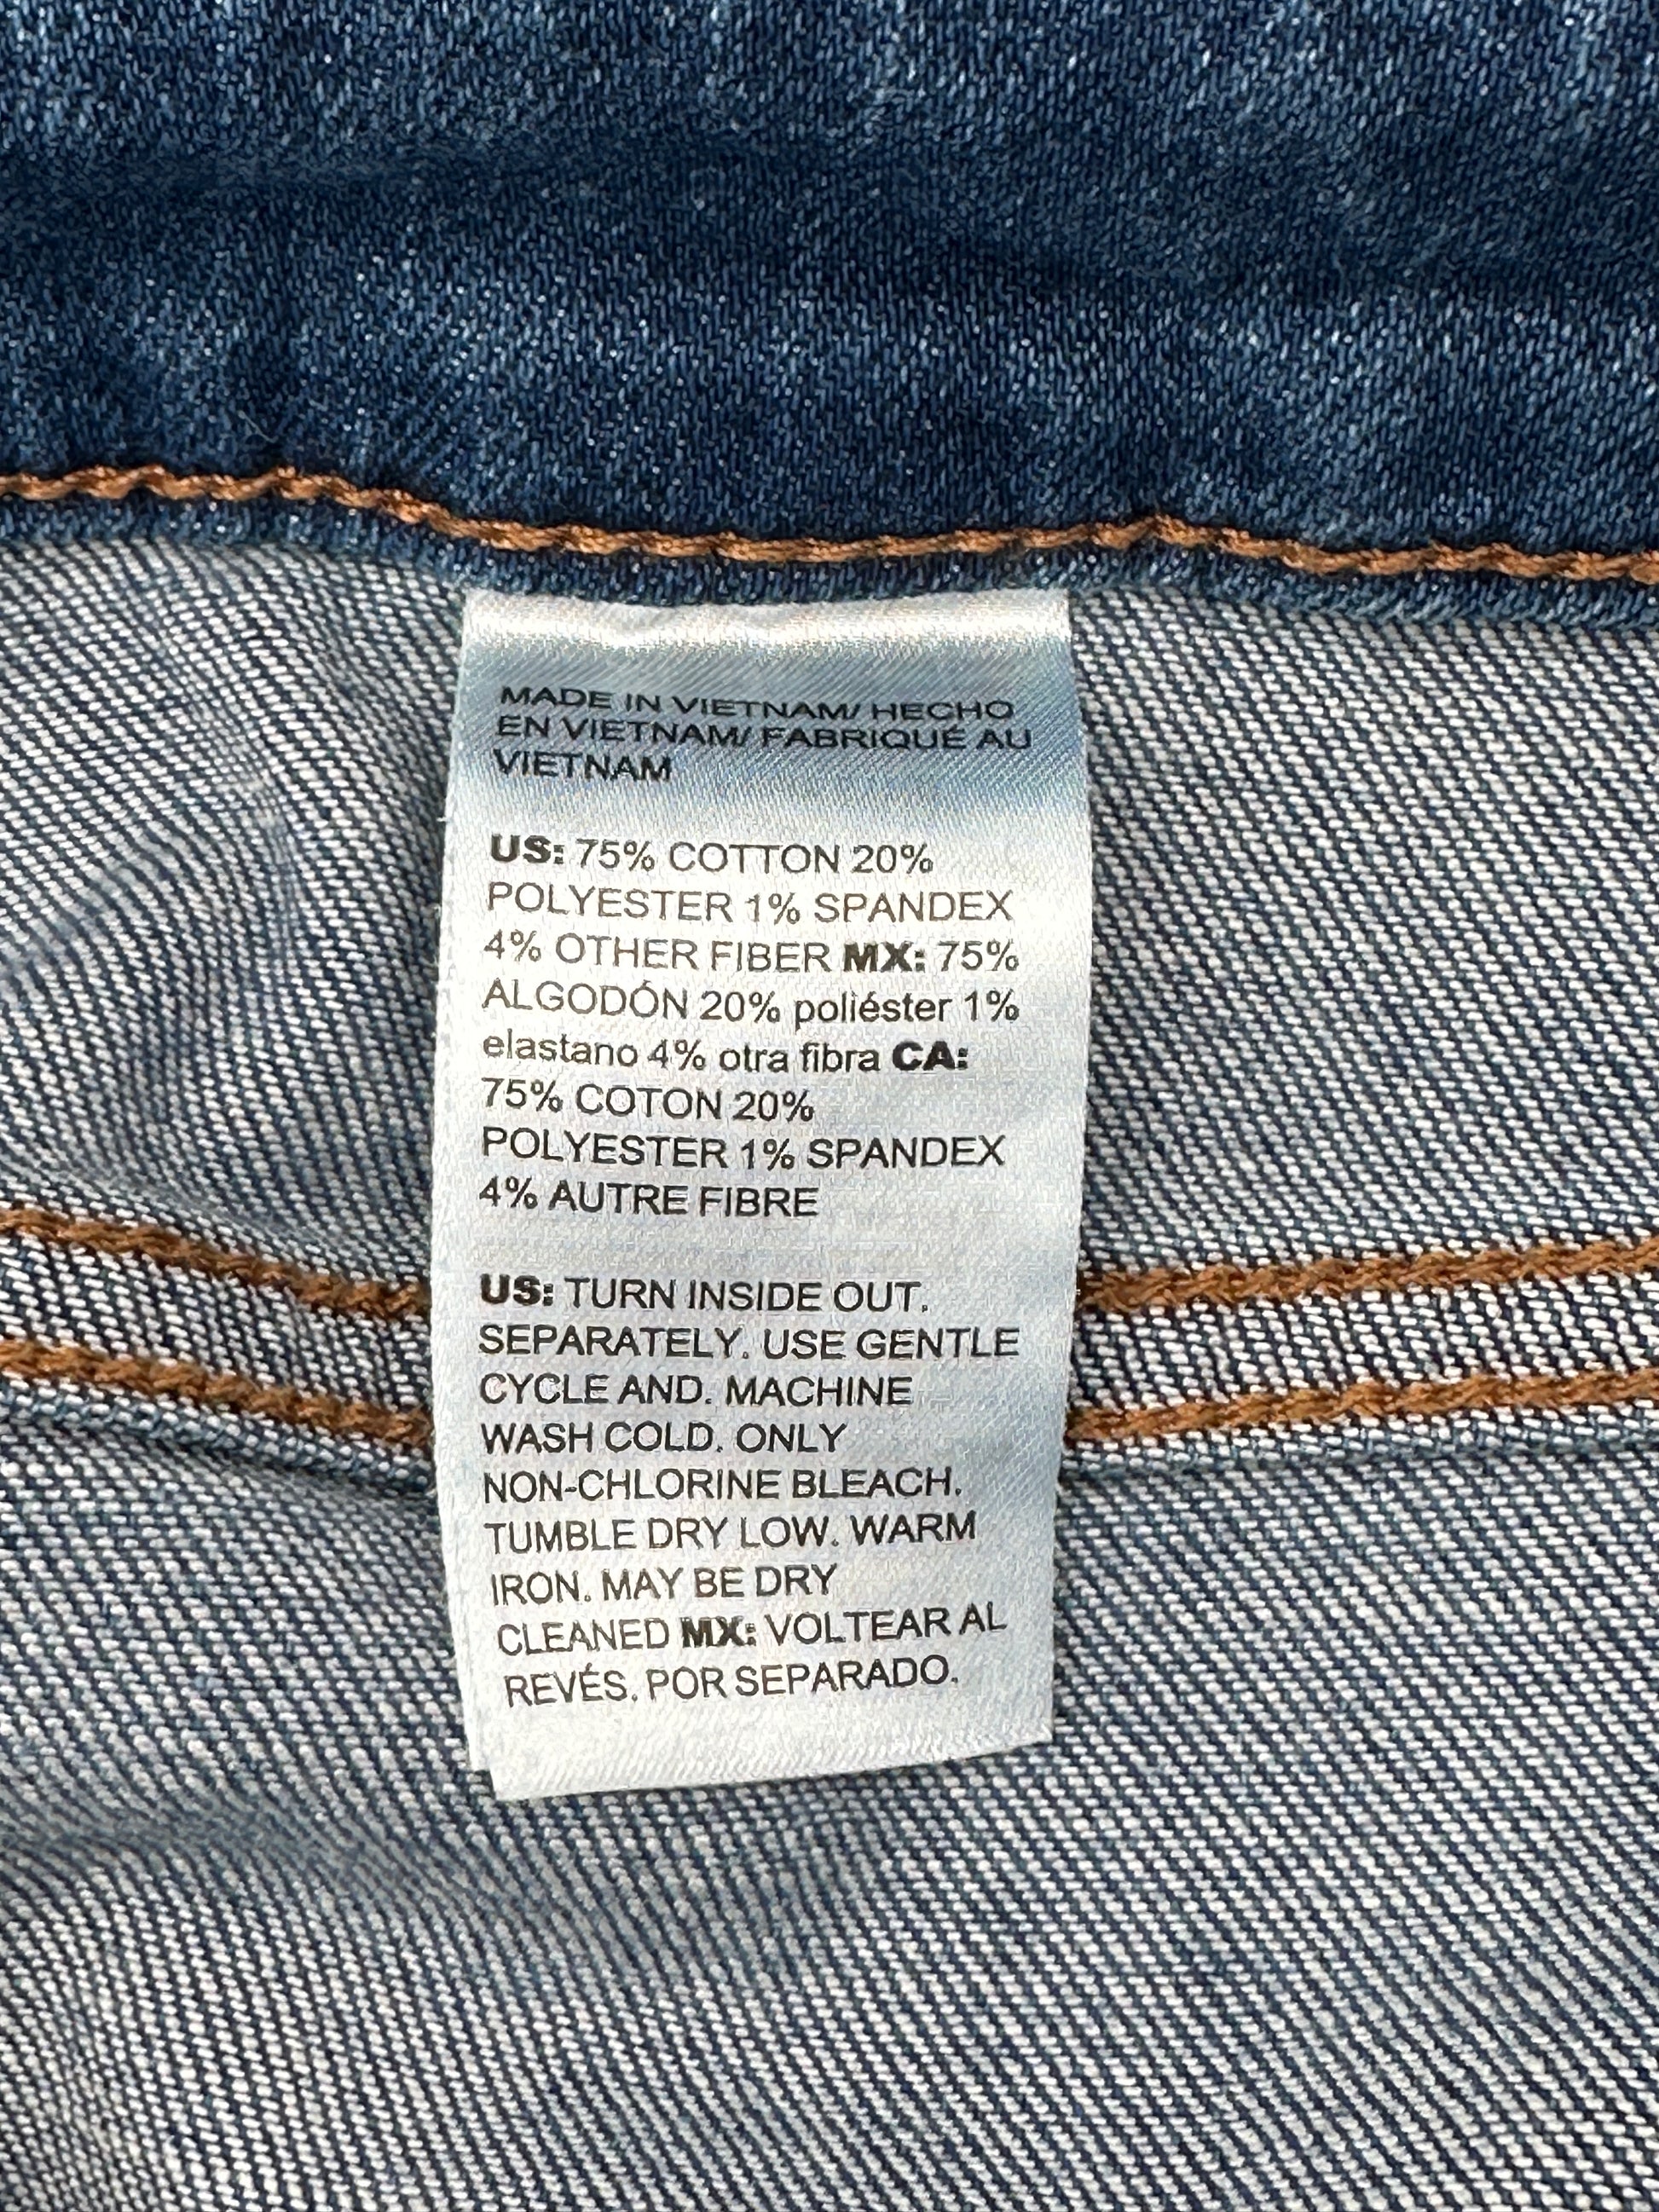 MADE IN VIETNAM/ HECHO
EN VIETNAM/ FABRIQUÉ AU
VIETNAM
US: 75% COTTON 20%
POLYESTER 1% SPANDEX
4% OTHER FIBER MX: 75%
ALGODÓN 20% poliéster 1%
elastano 4% otra fibra CA:
75% COTON 20%
POLYESTER 1% SPANDEX
4% AUTRE FIBRE
US: TURN INSIDE OUT.
SEPARATELY. USE GENTLE
CYCLE AND. MACHINE
WASH COLD. ONLY
NON-CHLORINE BLEACH.
TUMBLE DRY LOW. WARM
IRON. MAY BE DRY
CLEANED MX: VOLTEAR AL
REVÉS. POR SEPARADO.